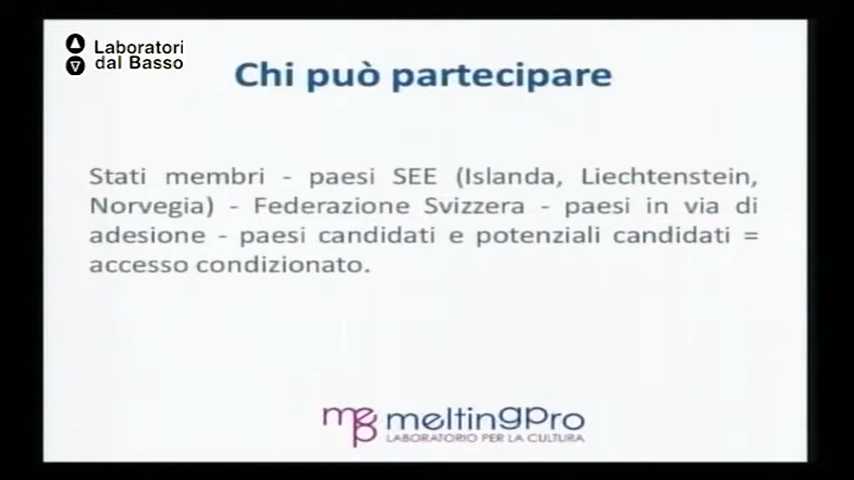 Laboratori
dal Basso
Chi può partecipare
Stati membri - paesi SEE (Islanda, Liechtenstein,
Norvegia) - Federazione Svizzera - paesi in via di
adesione - paesi candidati e potenziali candidati =
accesso condizionato.
mep meltingpro
LABORATORIO PER LA CULTURA